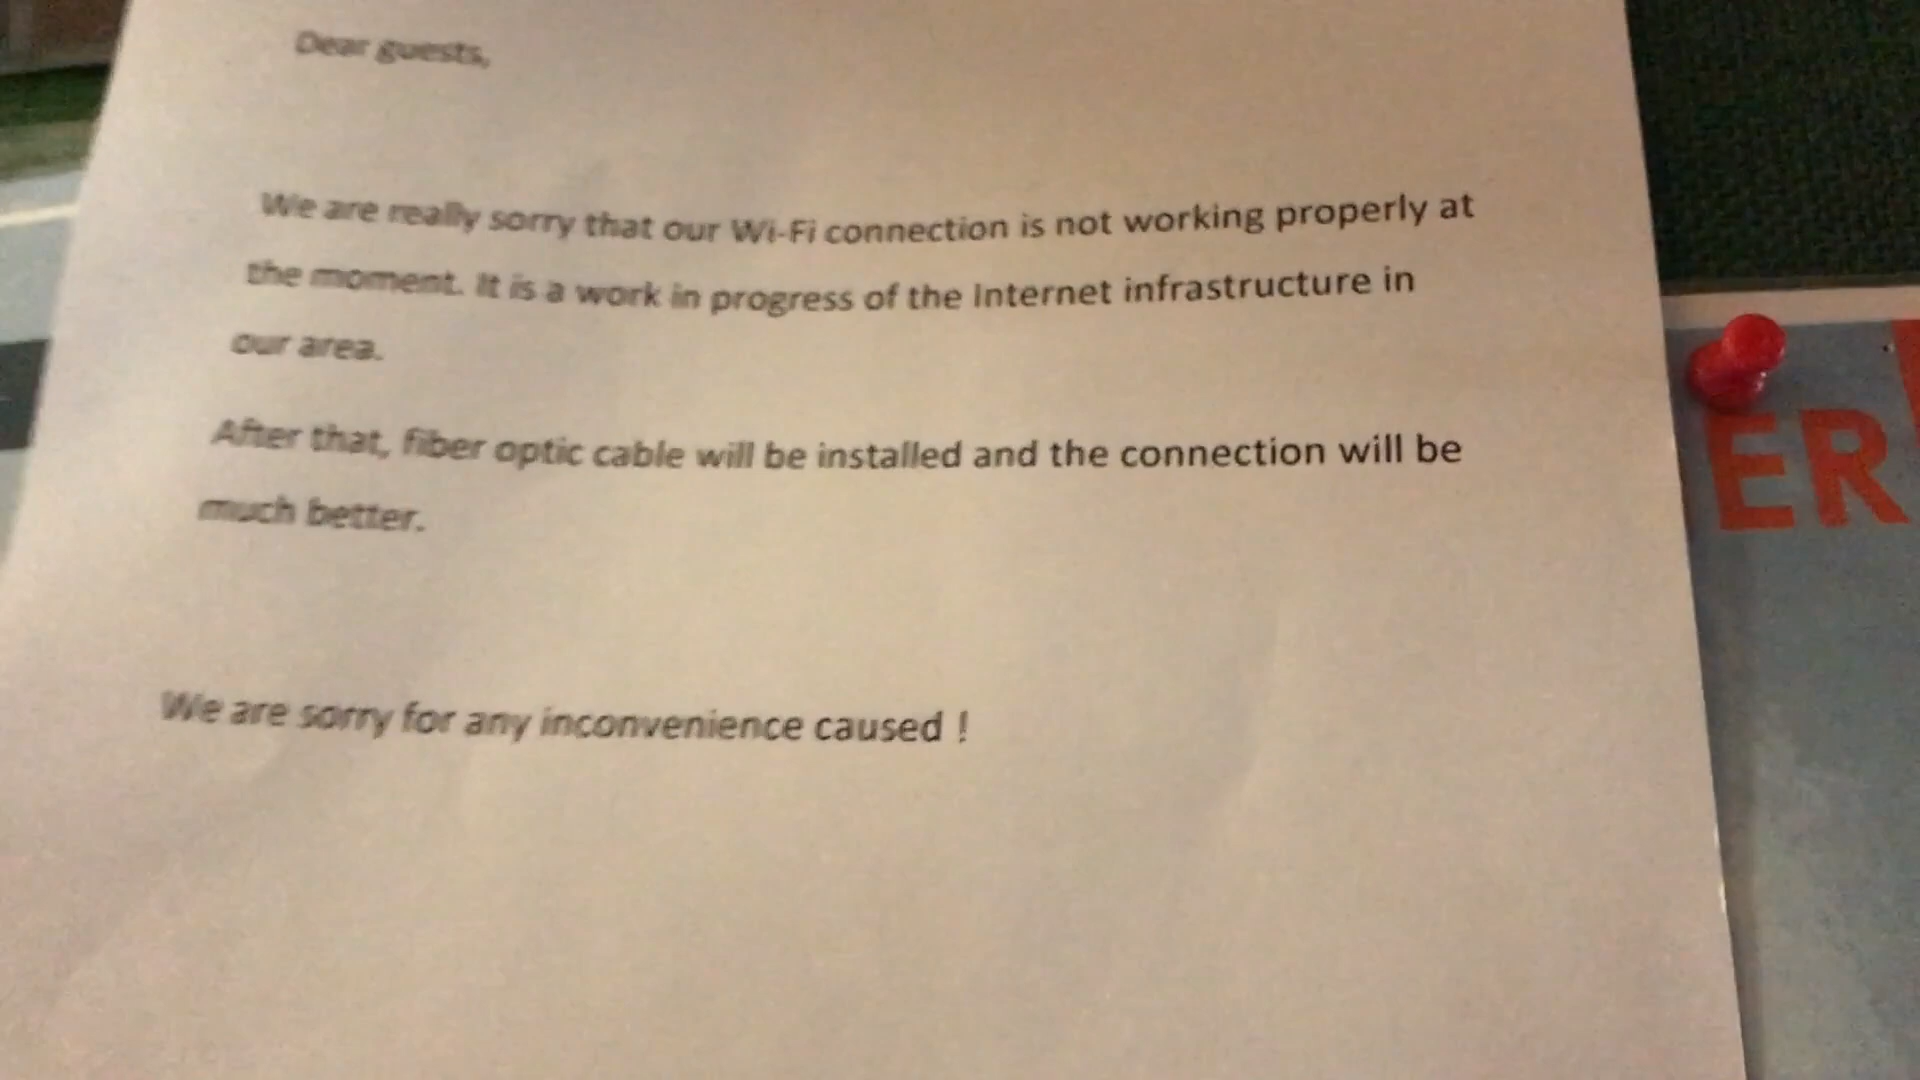 Dear guests,
We are really sorry that our Wi-Fi connection is not working properly at
the moment. It is a work in progress of the Internet infrastructure in
our area.
After that, fiber optic cable will be installed and the connection will be
much better.
We are sorry for any inconvenience caused !
ER